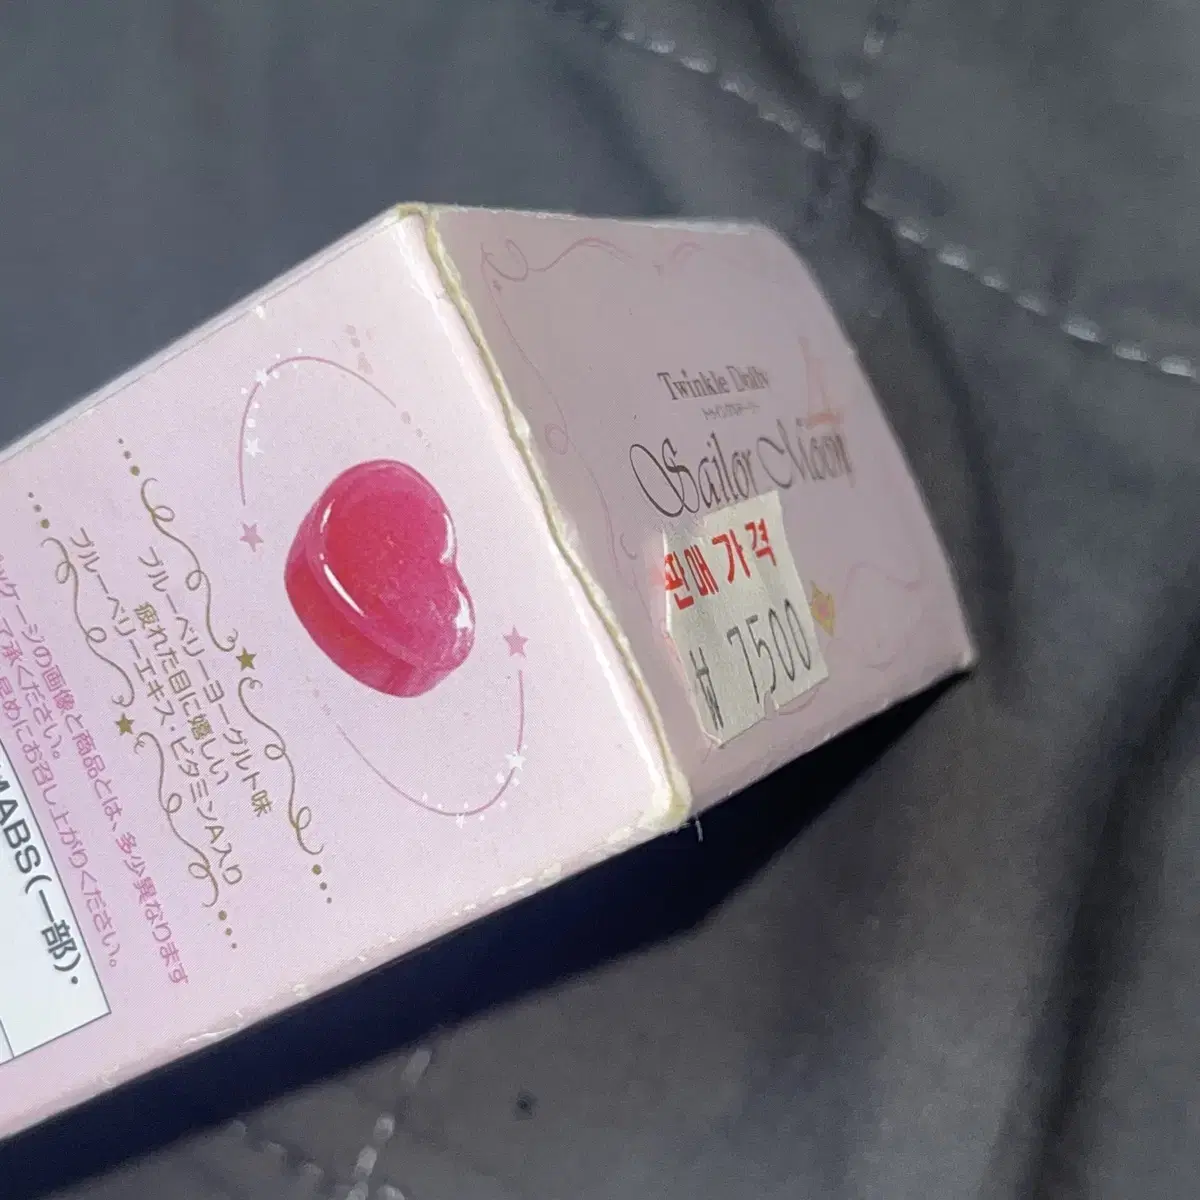 Twinkle Dolly
トゥインクルドーリー
Sailor Moon
판매가격
₩ 7500
ブルーベリーヨーグルト味
疲れた目に嬉しい
ブルーベリーエキス・ビタミンA入り
パッケージの画像と商品とは、多少異なります
了承ください。
早めにお召し上がりください。
ABS(一部)・